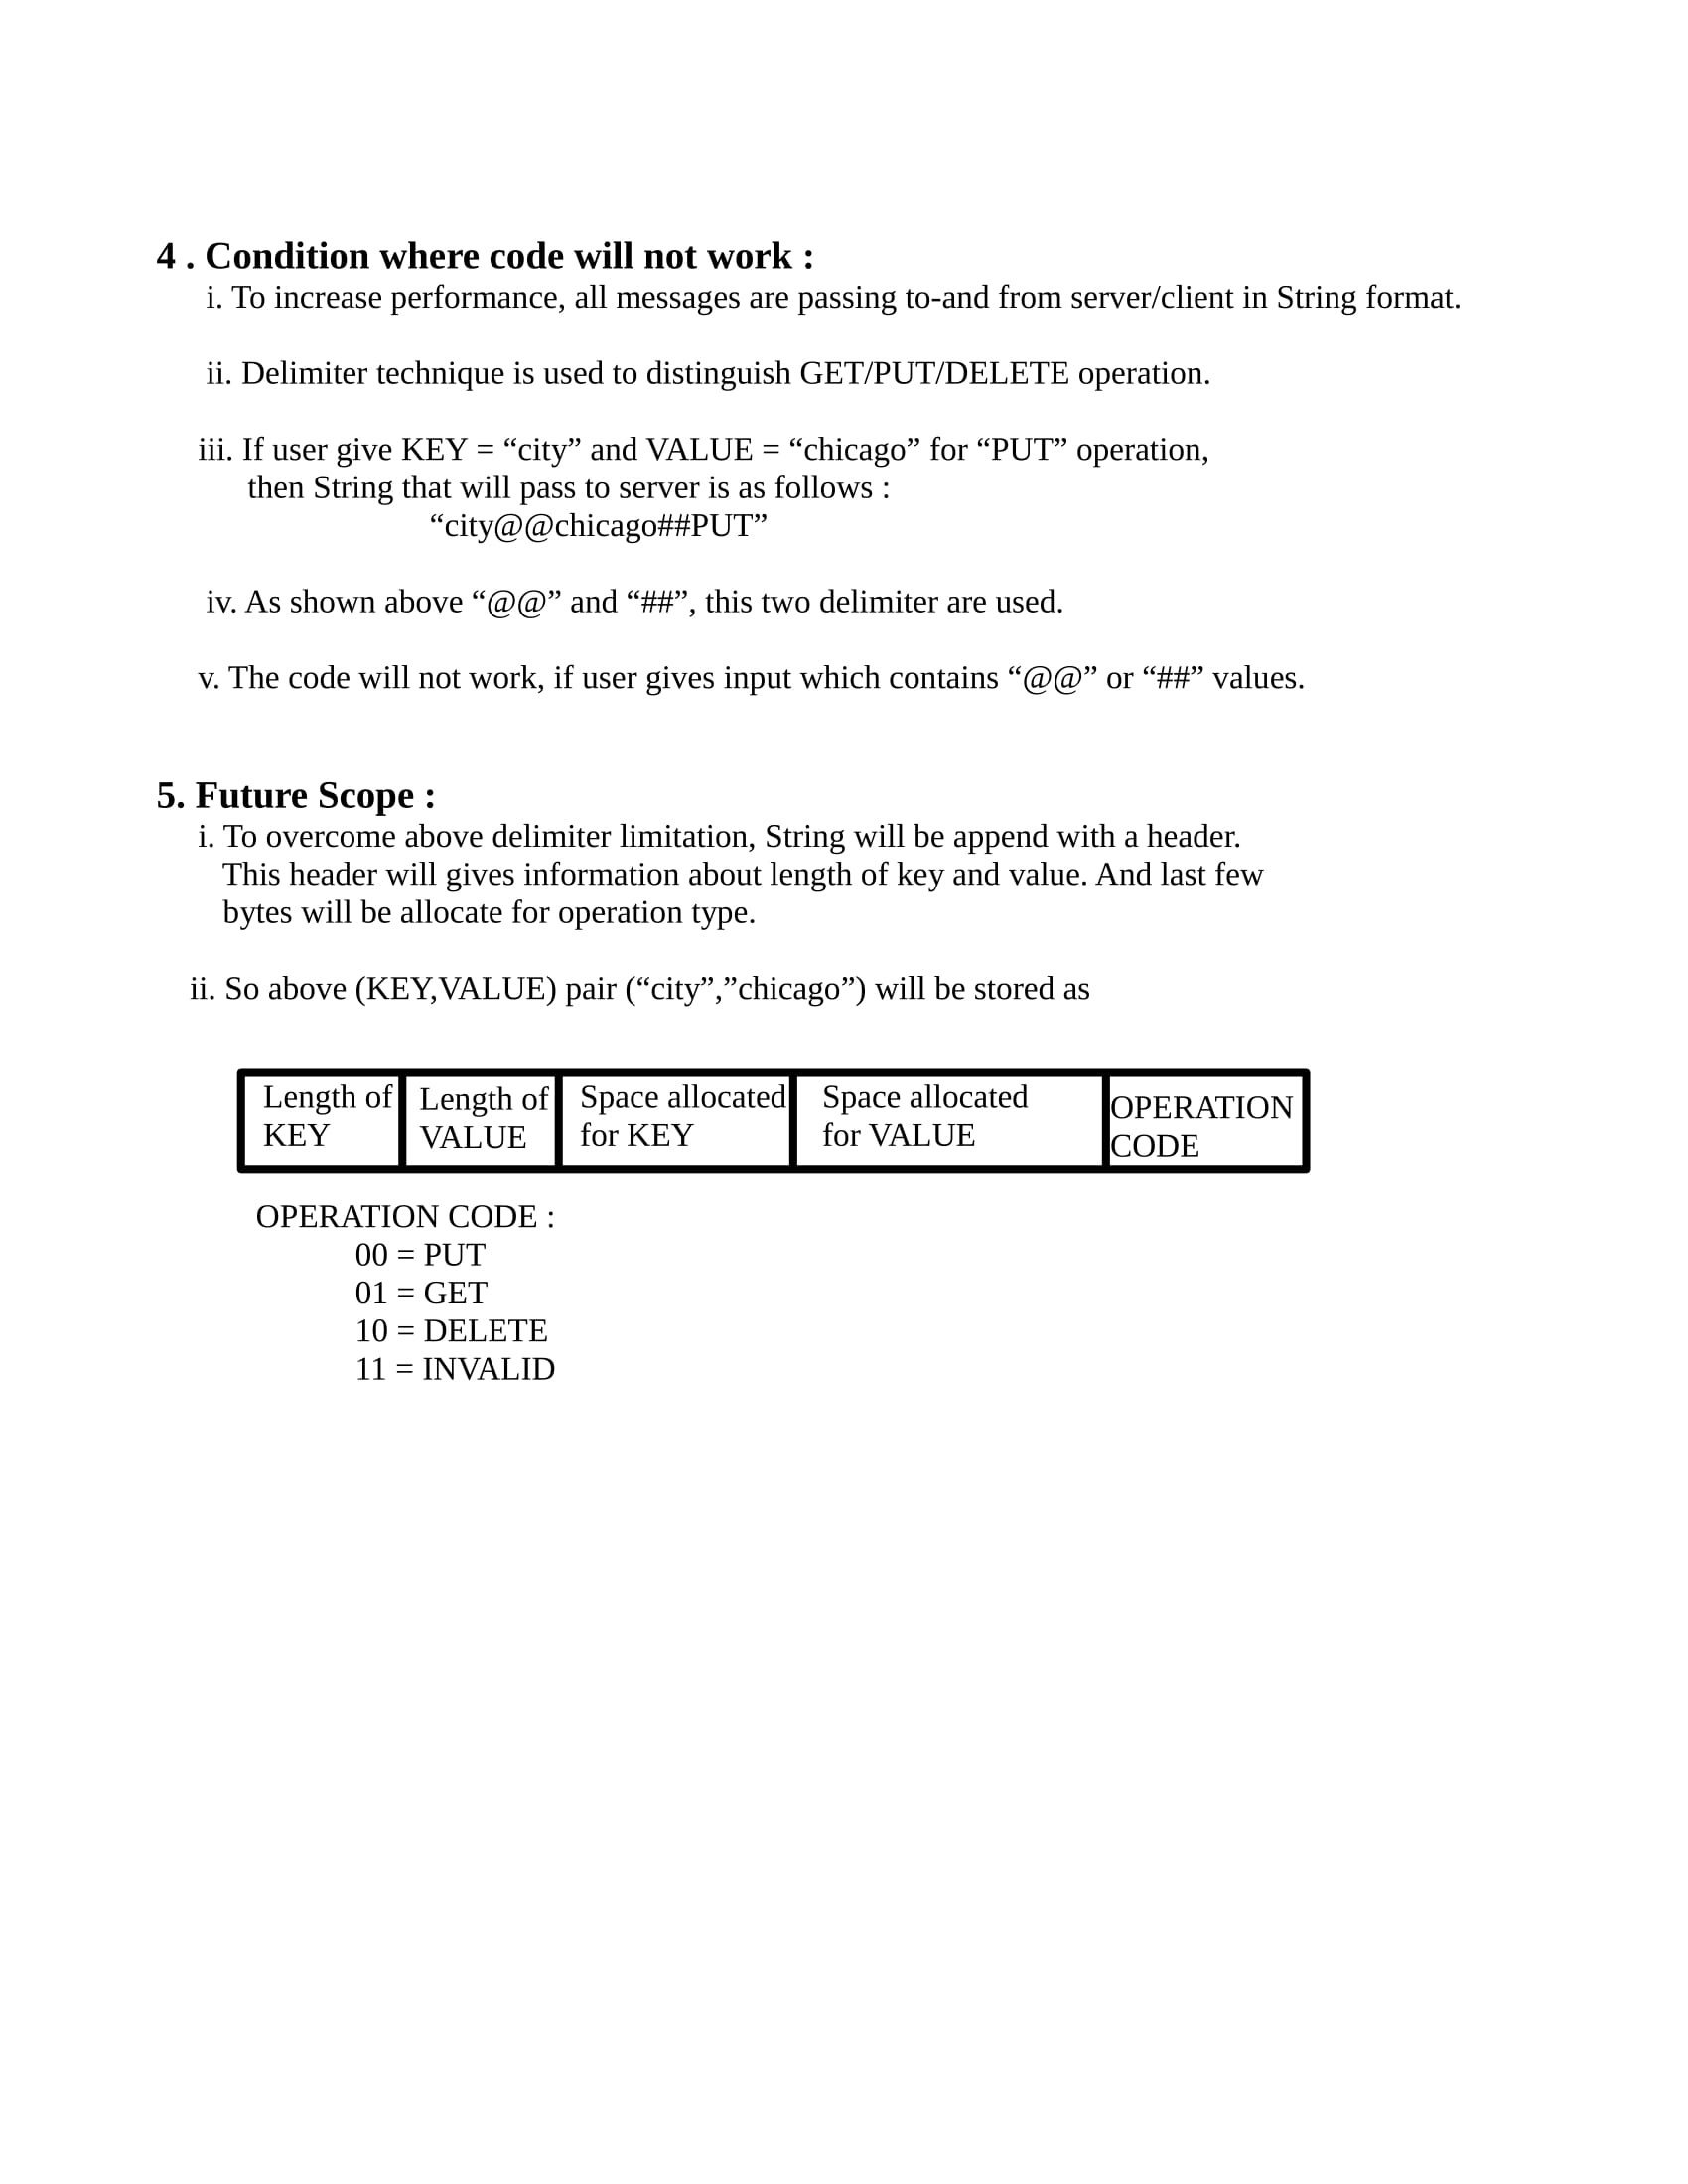 4 . Condition where code will not work :
i. To increase performance, all messages are passing to-and from server/client in String format.
ii. Delimiter technique is used to distinguish GET/PUT/DELETE operation.
iii. If user give KEY = “city” and VALUE = “chicago” for “PUT” operation,
then String that will pass to server is as follows :
“city@@chicago##PUT”
iv. As shown above “@@” and “##”, this two delimiter are used.
v. The code will not work, if user gives input which contains “@@” or “##” values.
5. Future Scope :
i. To overcome above delimiter limitation, String will be append with a header.
This header will gives information about length of key and value. And last few
bytes will be allocate for operation type.
ii. So above (KEY,VALUE) pair (“city”,”chicago”) will be stored as
Length of
KEY
Length of
VALUE
Space allocated
for KEY
Space allocated
for VALUE
OPERATION
CODE
OPERATION CODE :
00 = PUT
01 = GET
10 = DELETE
11 = INVALID